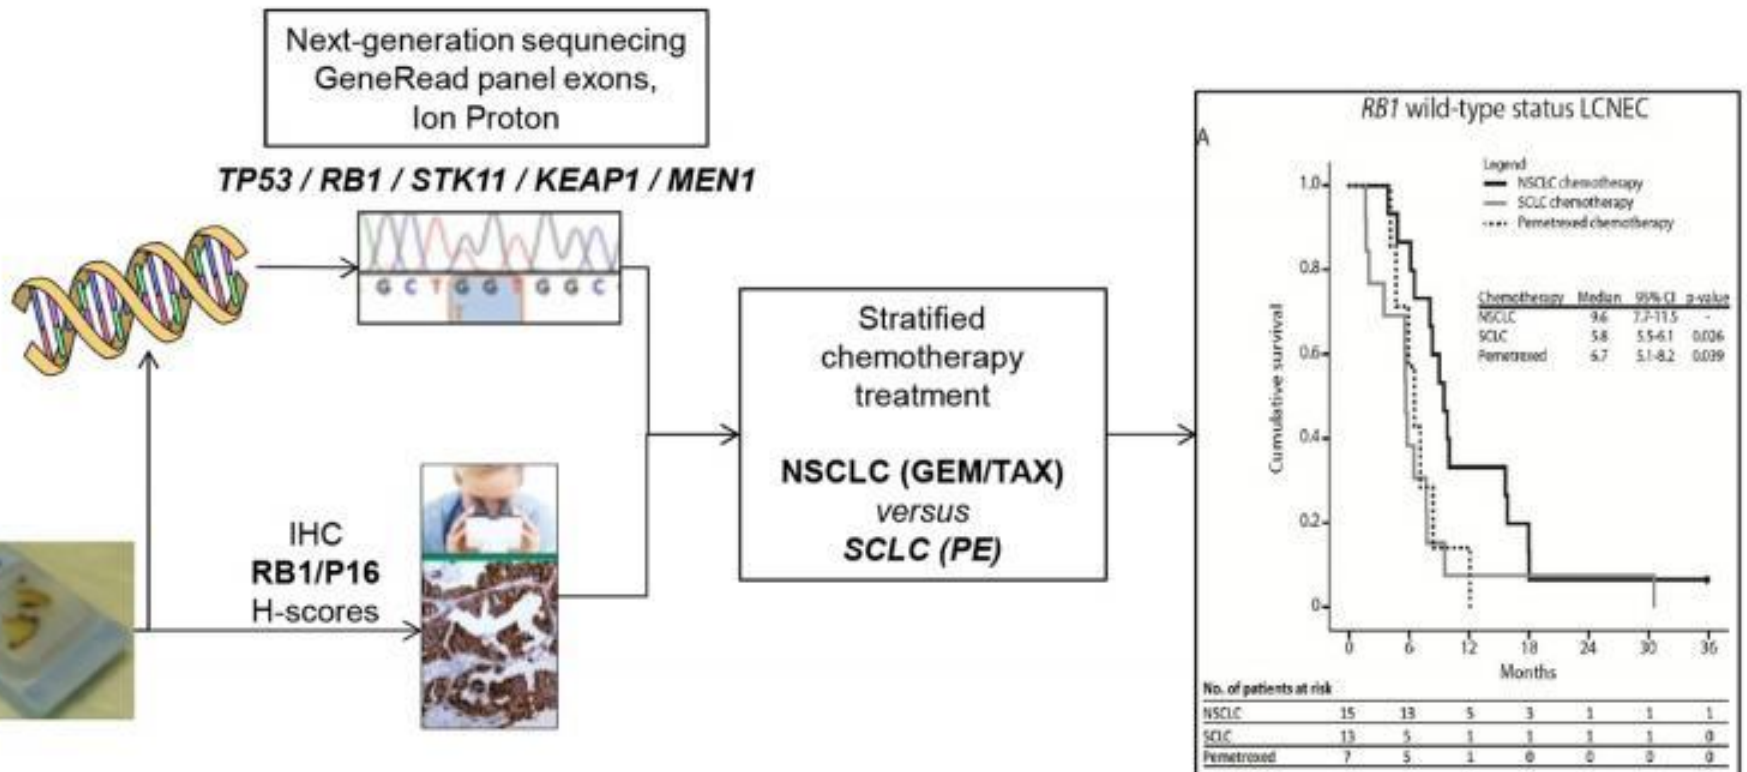 Next-generation sequnecing
GeneRead panel exons,
Ion Proton
TP53 / RB1 / STK11 / KEAP1 / MEN1
G C T G G T G G C
T
IHC
RB1/P16
H-scores
Stratified
chemotherapy
treatment
NSCLC (GEM/TAX)
versus
SCLC (PE)
RB1 wild-type status LCNEC
A
Legend
NSCLC chemotherapy
SCLC chemotherapy
Pemetrexed chemotherapy
Chemotherapy Median 95% CI p-value
NSCLC 9.6 7.7-11.5 -
SCLC 5.8 5.5-6.1 0.026
Pemetrexed 6.7 5.1-8.2 0.039
Cumulative survival
1.0
0.8
0.6
0.4
0.2
0
0 6 12 18 24 30 36
Months
No. of patients at risk
NSCLC 15 13 5 3 1 1 1
SCLC 13 5 1 1 1 1 0
Pemetrexed 7 5 1 0 0 0 0